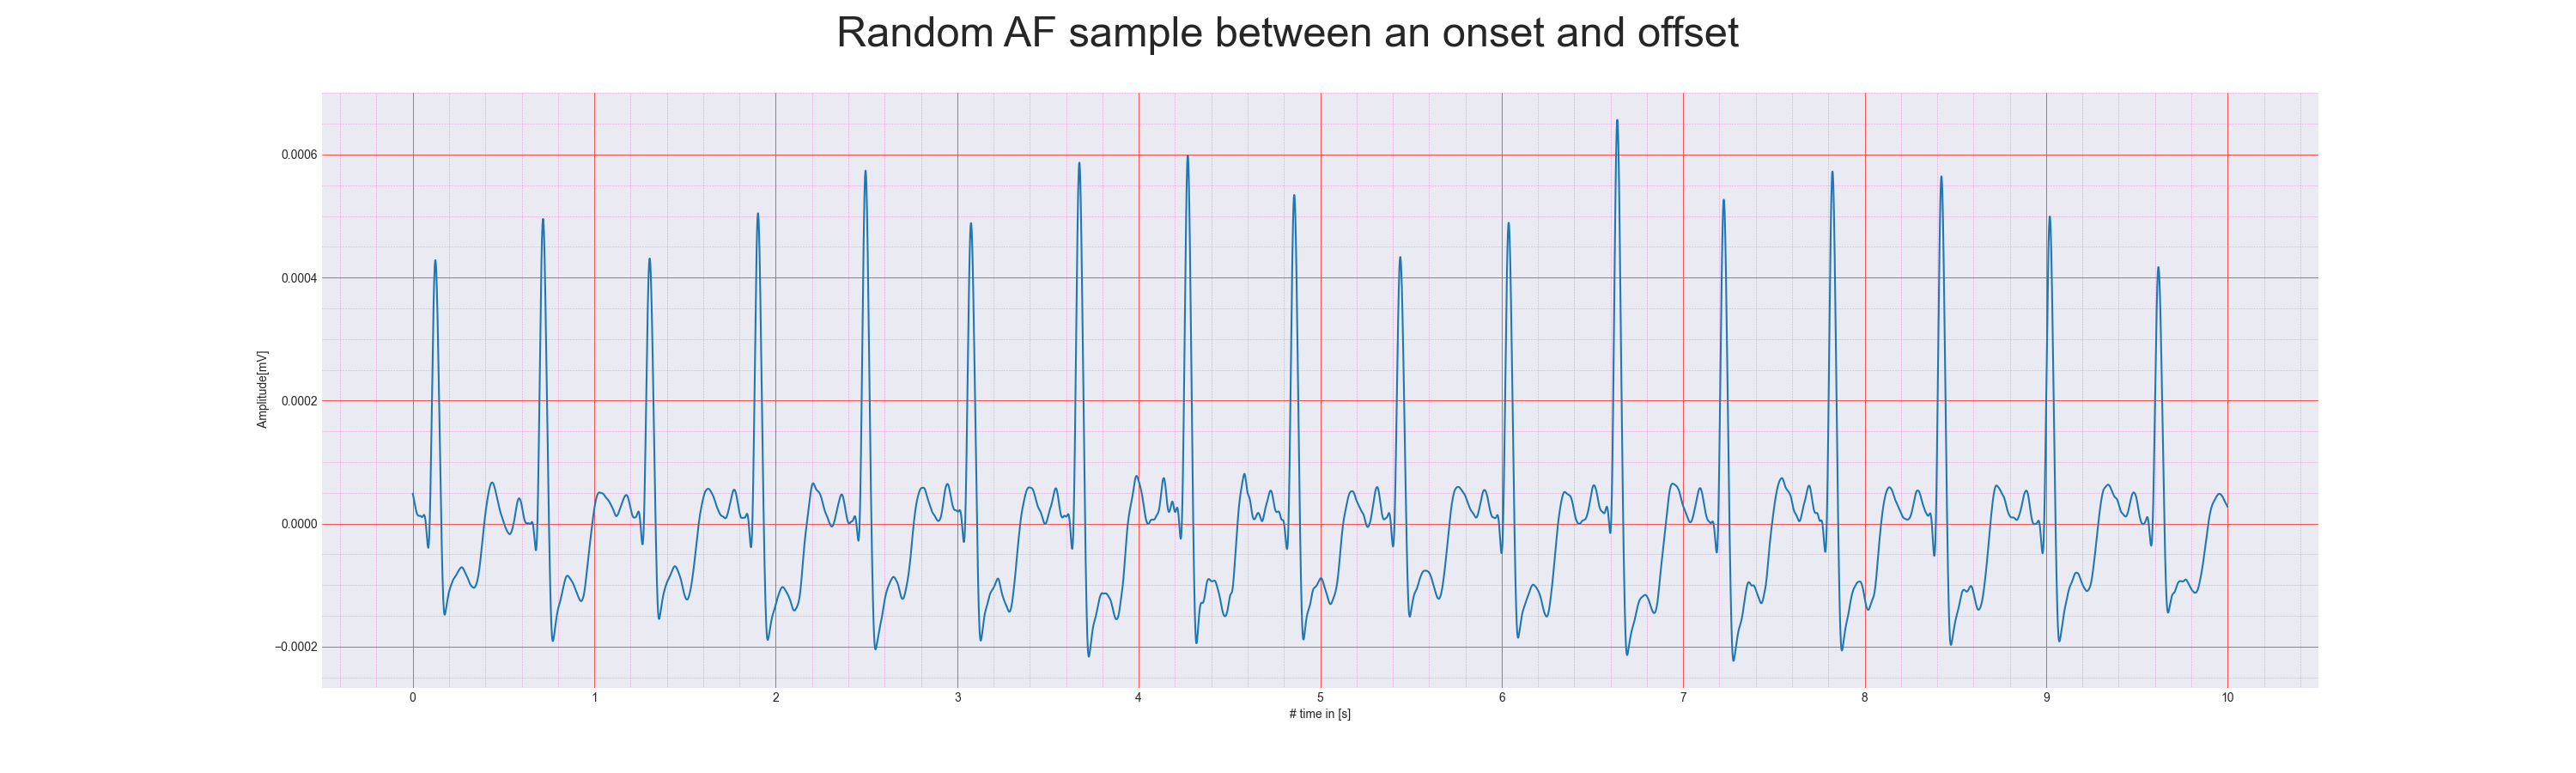 Random AF sample between an onset and offset
0.0006
0.0004
0.0002
0.0000
−0.0002
Amplitude[mV]
0 1 2 3 4 5 6 7 8 9 10
# time in [s]